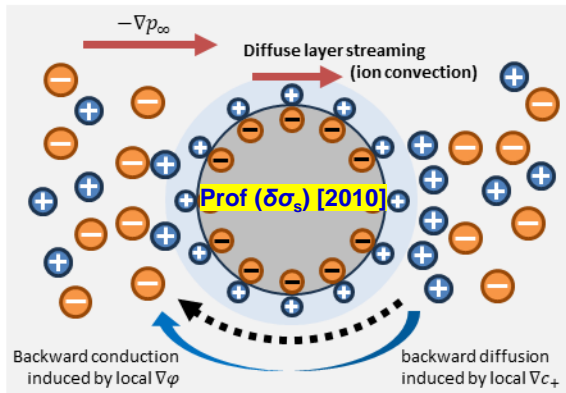 −∇p∞
Diffuse layer streaming
(ion convection)
Prof (δσs) [2010]
Backward conduction
induced by local ∇φ
backward diffusion
induced by local ∇c₊